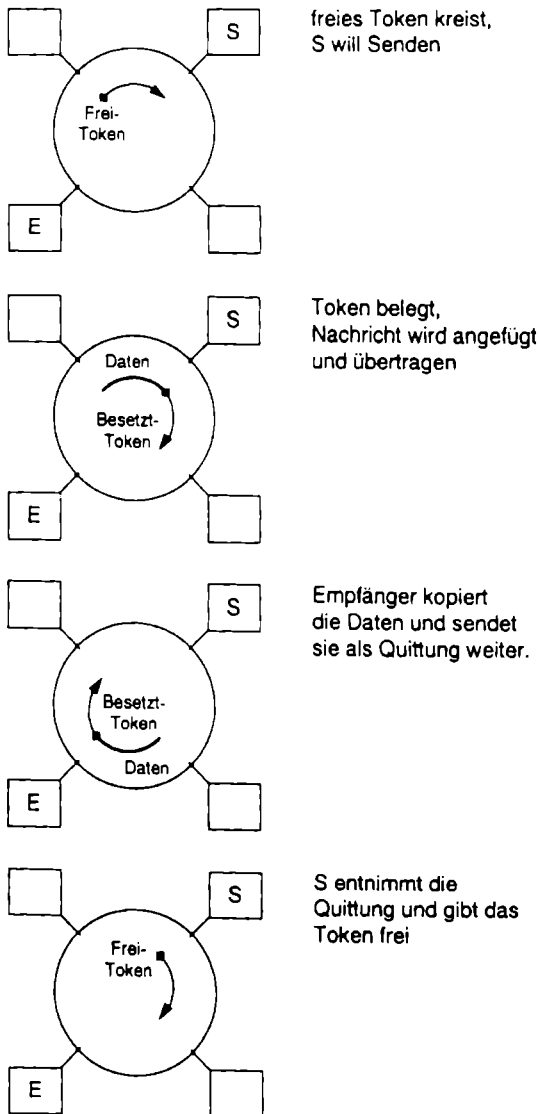 S
freies Token kreist,
S will Senden
Frei-
Token
E
S
Token belegt,
Nachricht wird angefügt
und übertragen
Daten
Besetzt-
Token
E
S
Empfänger kopiert
die Daten und sendet
sie als Quittung weiter.
Besetzt-
Token
Daten
E
S
S entnimmt die
Quittung und gibt das
Token frei
Frei-
Token
E